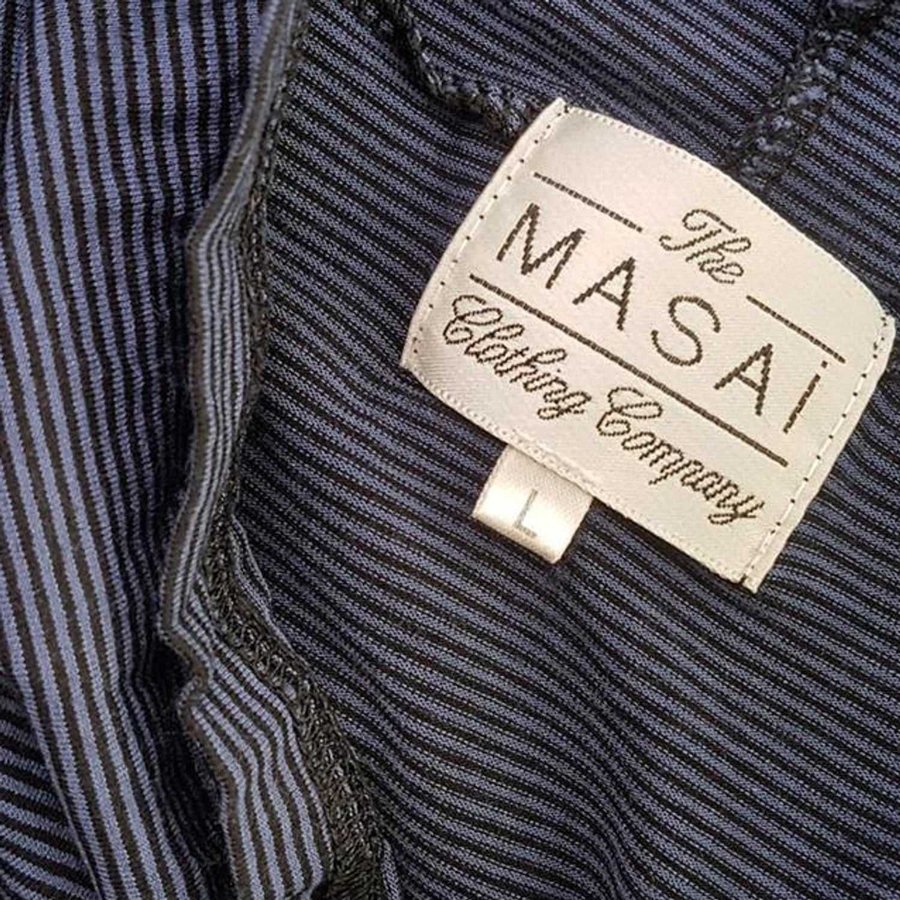 The
MASAi
Clothing Company
L